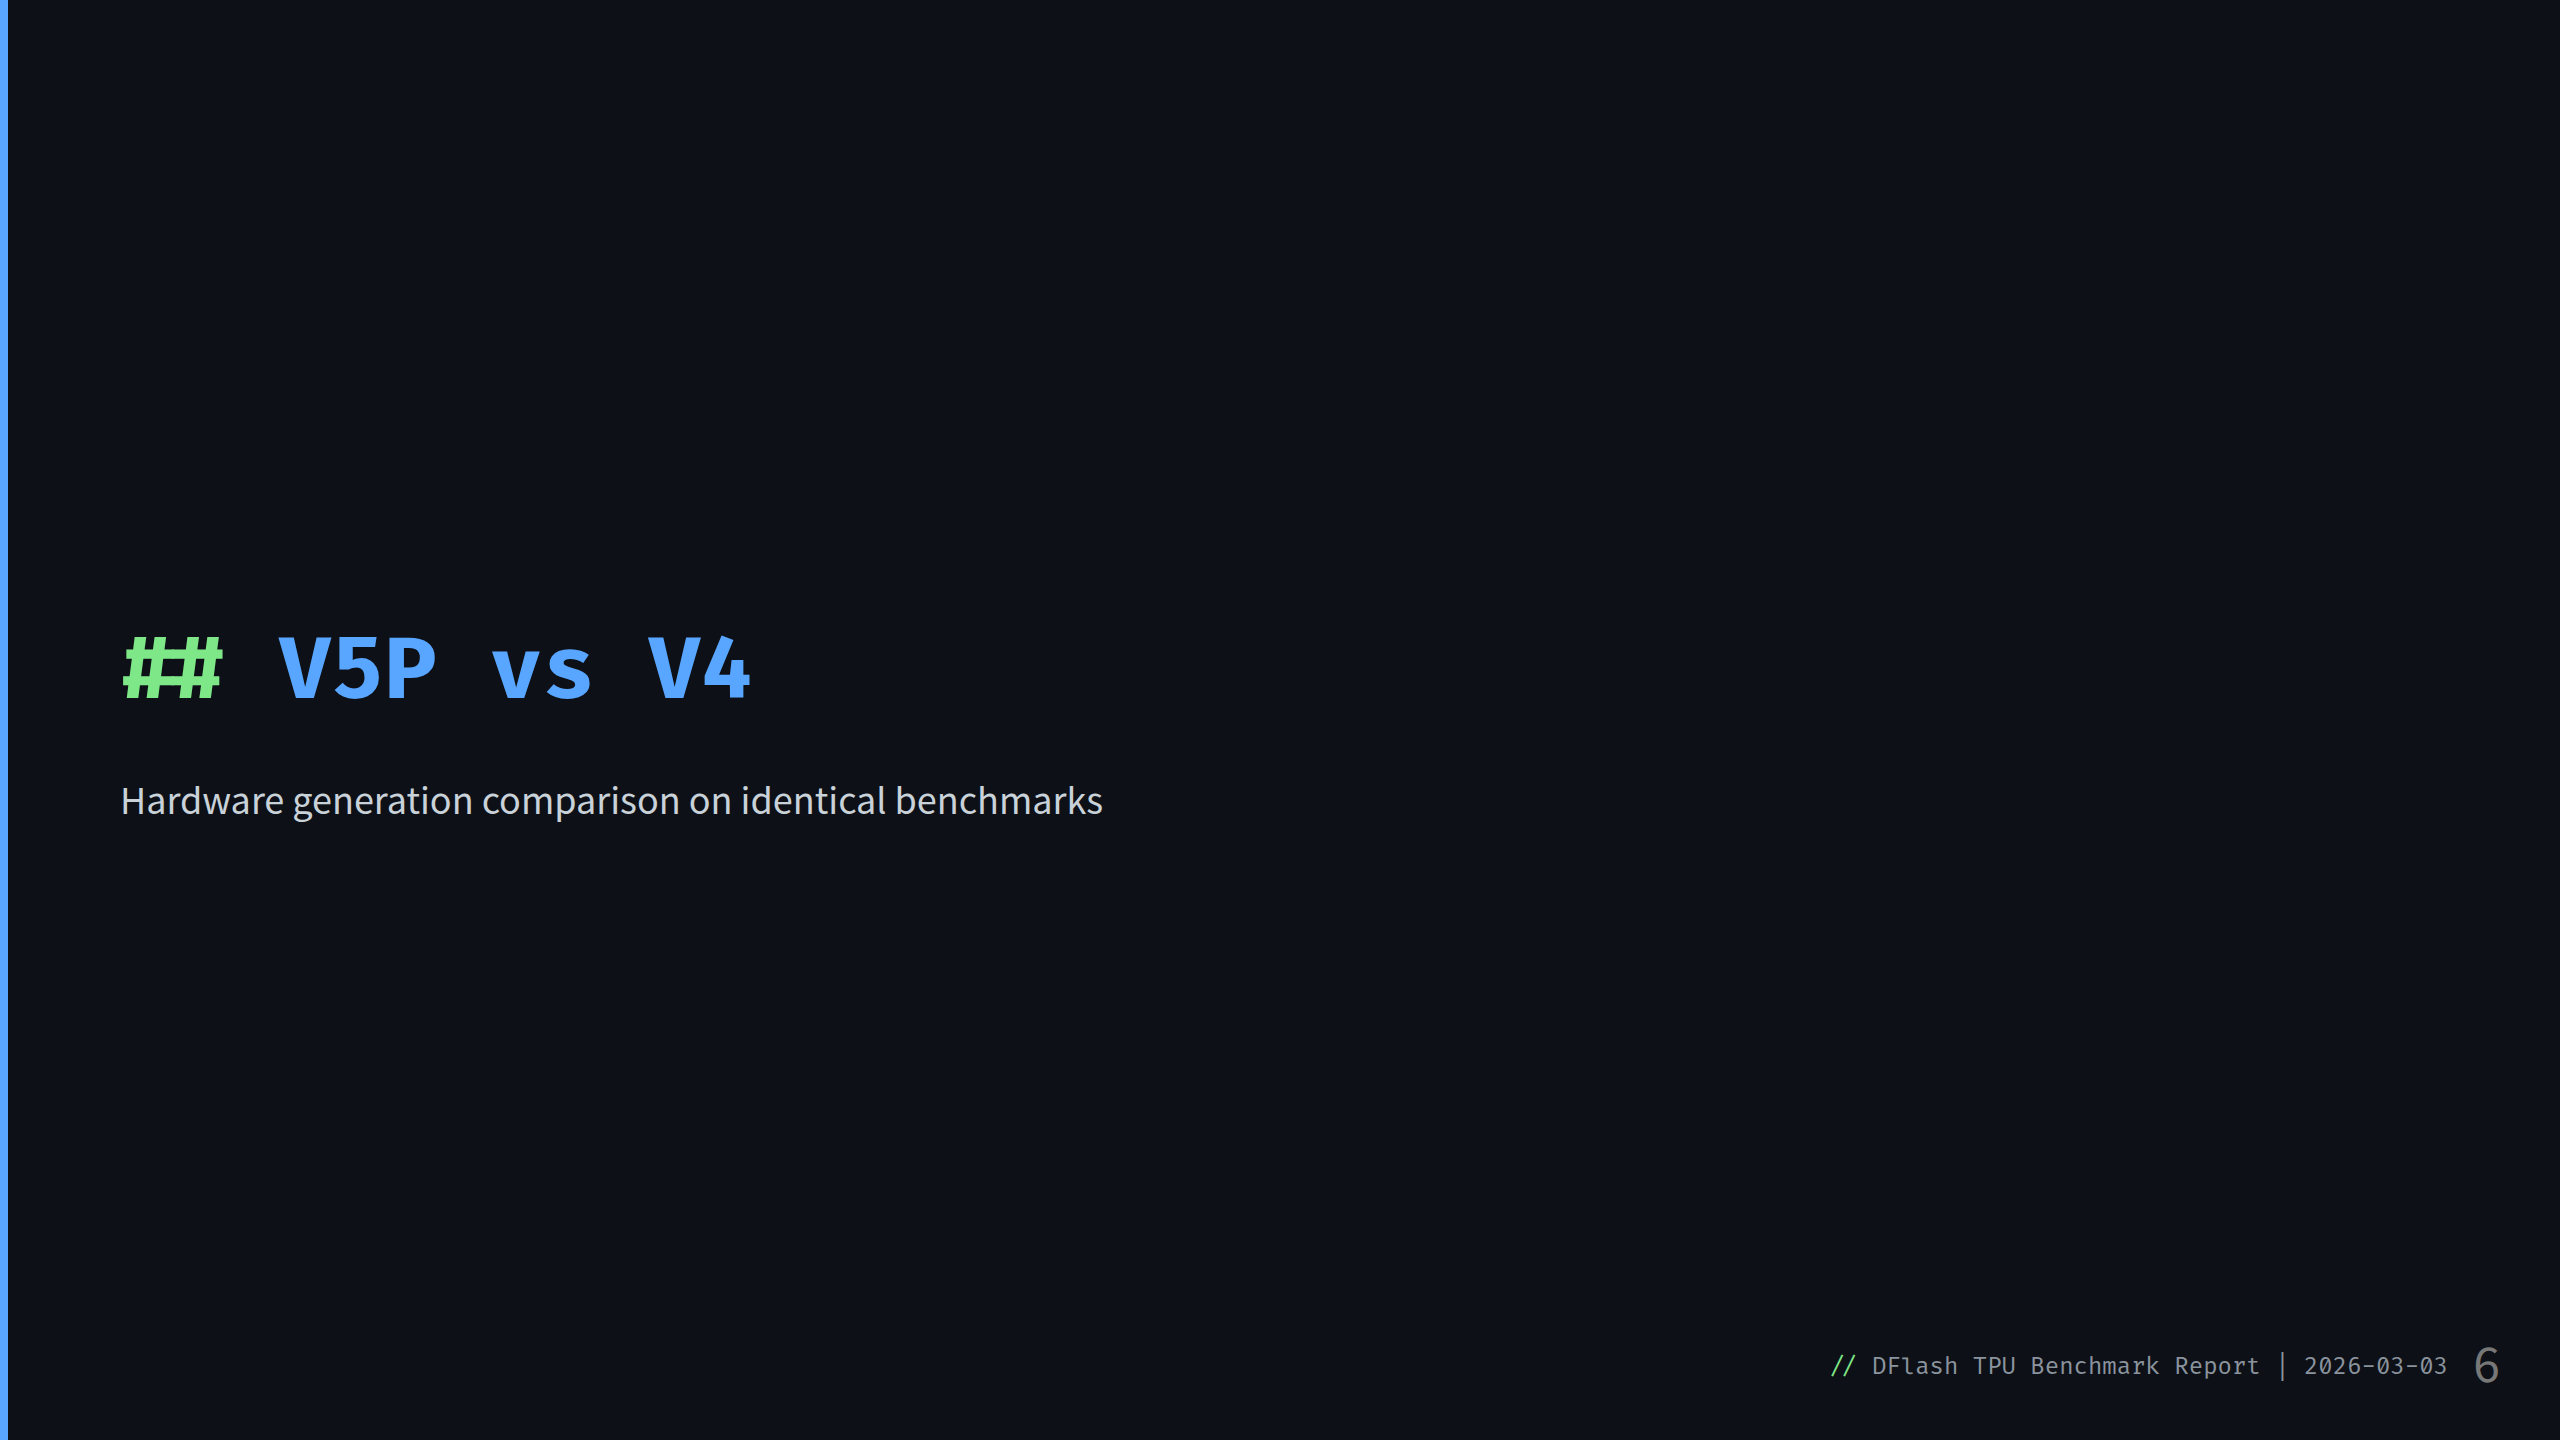 ## V5P vs V4
Hardware generation comparison on identical benchmarks
// DFlash TPU Benchmark Report | 2026-03-03 6